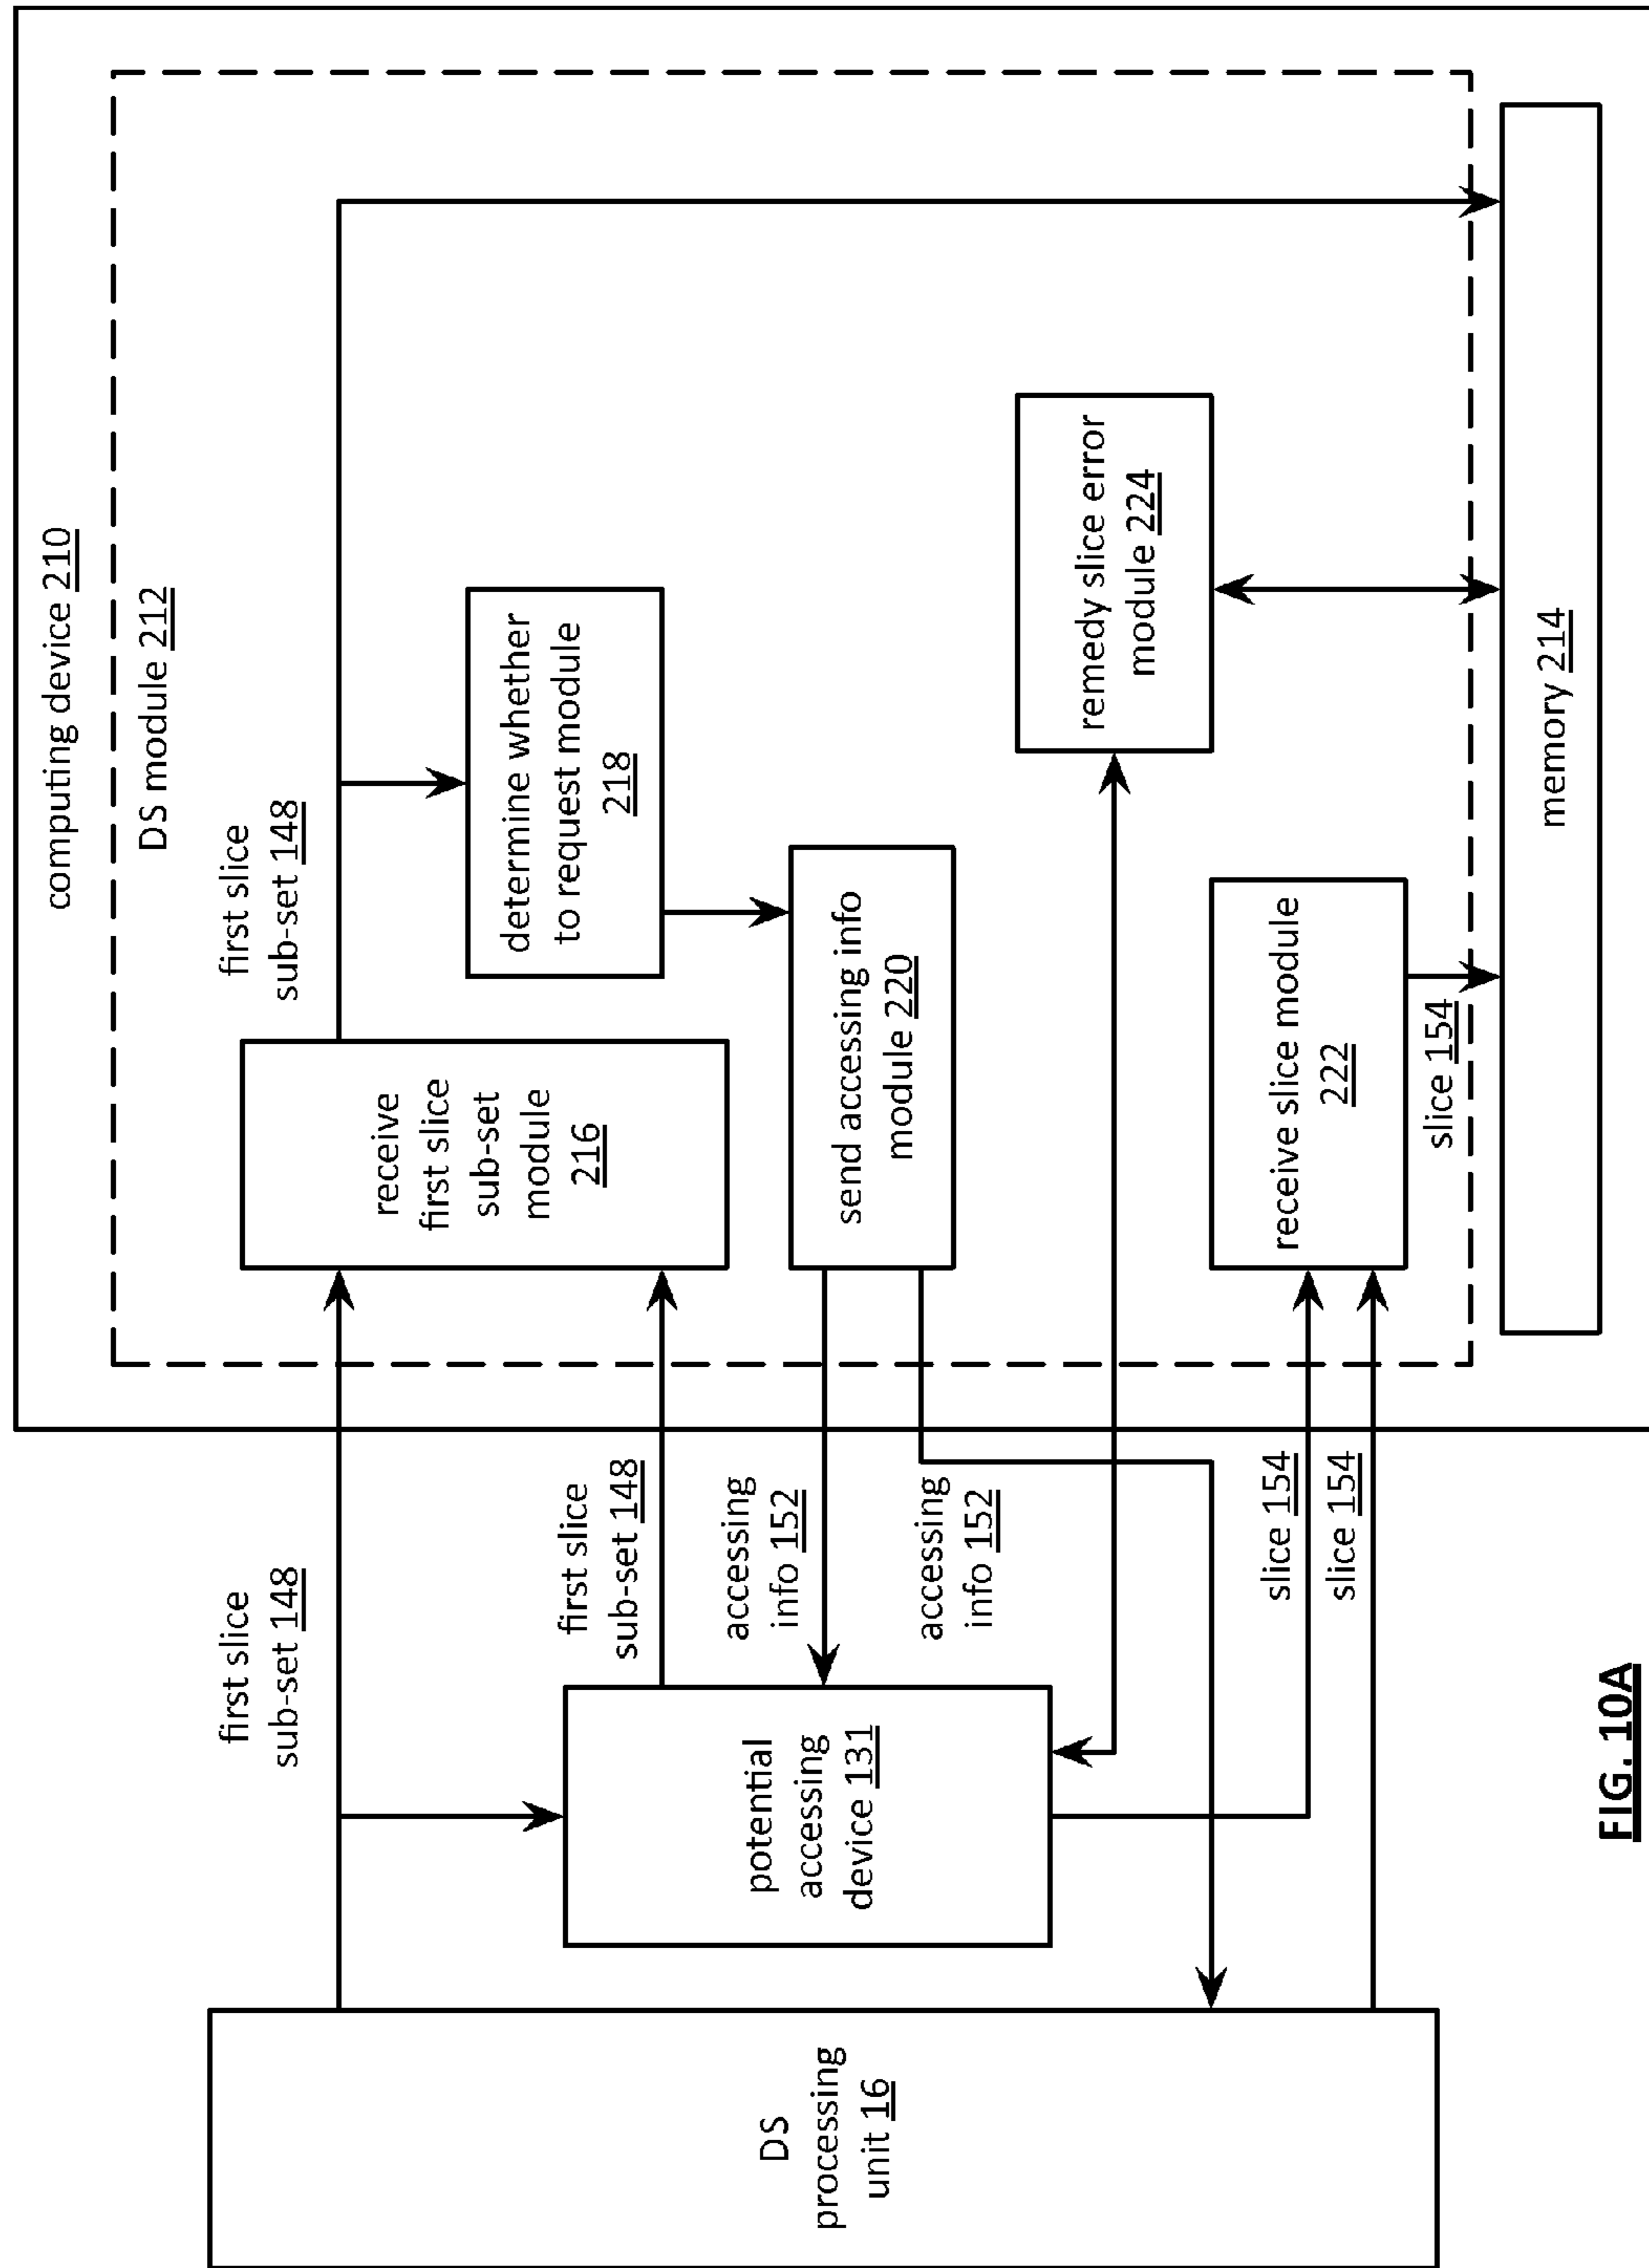 computing device 210
DS module 212
first slice
sub-set 148
first slice
sub-set 148
receive
first slice
sub-set
module
216
determine whether
to request module
218
first slice
sub-set 148
accessing
info 152
accessing
info 152
send accessing info
module 220
remedy slice error
module 224
DS
processing
unit 16
potential
accessing
device 131
slice 154
slice 154
receive slice module
222
slice 154
memory 214
FIG. 10A